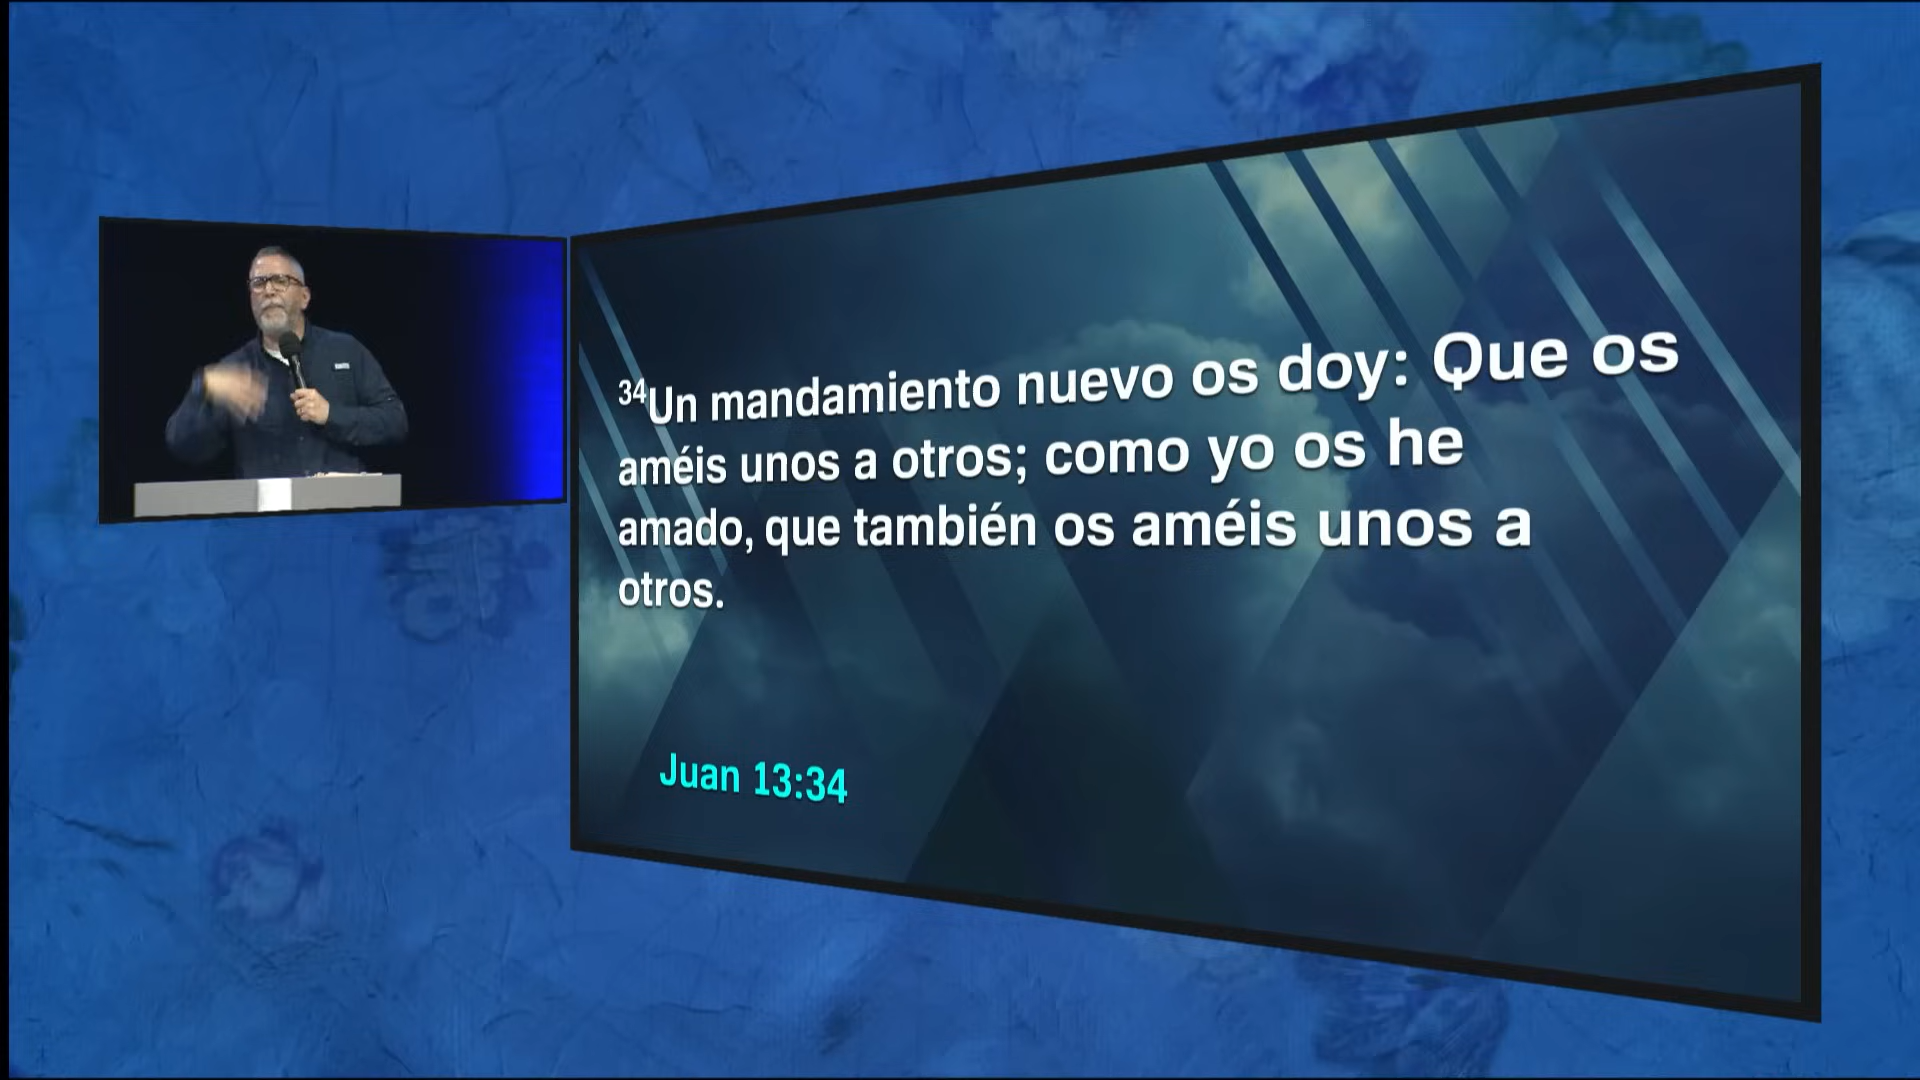 ³⁴Un mandamiento nuevo os doy: Que os
améis unos a otros; como yo os he
amado, que también os améis unos a
otros.
Juan 13:34